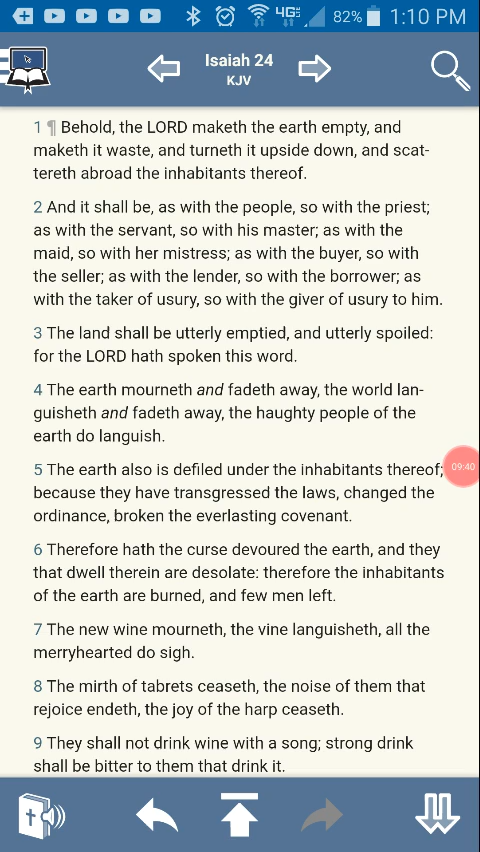 4G
82%
1:10 PM
Isaiah 24
KJV
1 ¶ Behold, the LORD maketh the earth empty, and
maketh it waste, and turneth it upside down, and scat-
tereth abroad the inhabitants thereof.
2 And it shall be, as with the people, so with the priest;
as with the servant, so with his master; as with the
maid, so with her mistress; as with the buyer, so with
the seller; as with the lender, so with the borrower; as
with the taker of usury, so with the giver of usury to him.
3 The land shall be utterly emptied, and utterly spoiled:
for the LORD hath spoken this word.
4 The earth mourneth and fadeth away, the world lan-
guisheth and fadeth away, the haughty people of the
earth do languish.
5 The earth also is defiled under the inhabitants thereof;
because they have transgressed the laws, changed the
ordinance, broken the everlasting covenant.
09:40
6 Therefore hath the curse devoured the earth, and they
that dwell therein are desolate: therefore the inhabitants
of the earth are burned, and few men left.
7 The new wine mourneth, the vine languisheth, all the
merryhearted do sigh.
8 The mirth of tabrets ceaseth, the noise of them that
rejoice endeth, the joy of the harp ceaseth.
9 They shall not drink wine with a song; strong drink
shall be bitter to them that drink it.